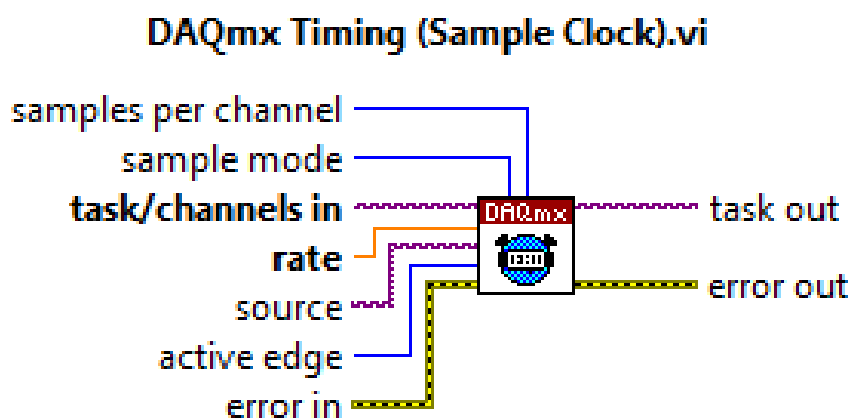 DAQmx Timing (Sample Clock).vi
samples per channel
sample mode
task/channels in
rate
source
active edge
error in
DAQmx
task out
error out